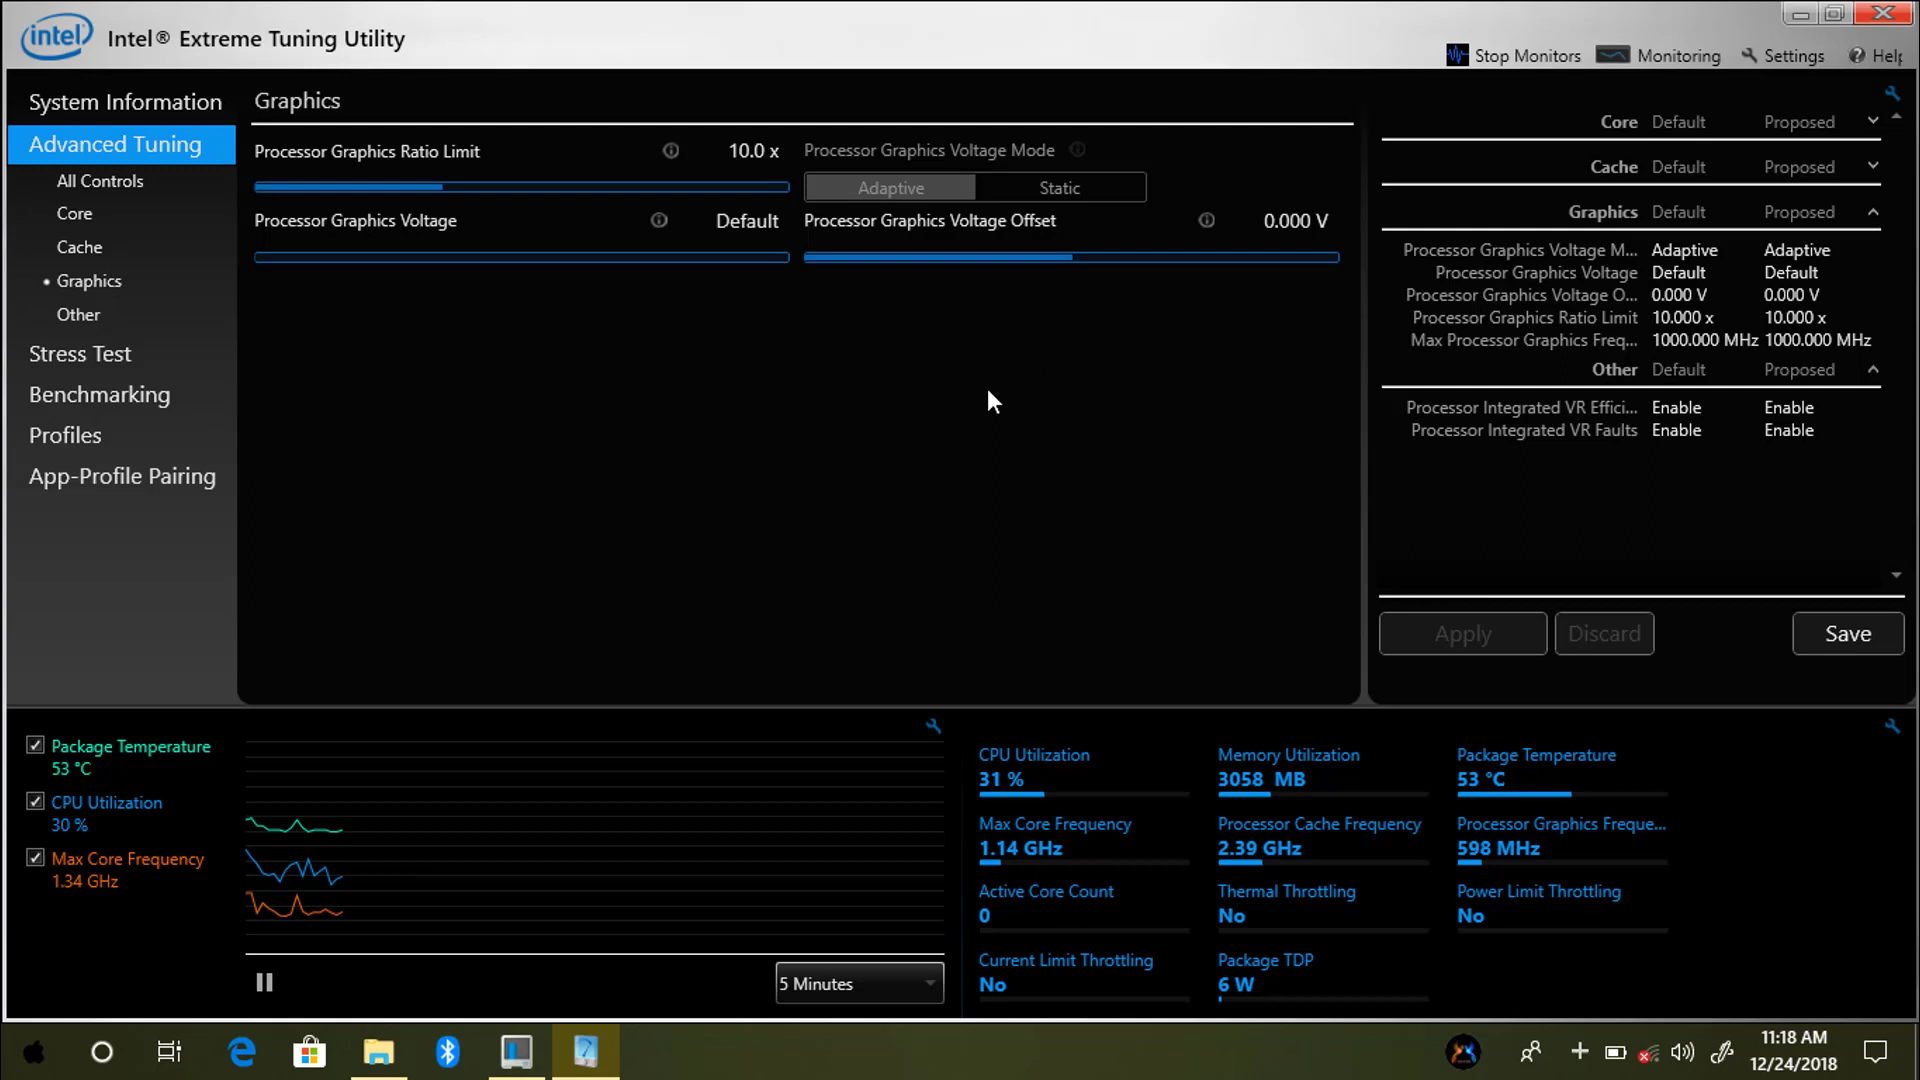 intel
Intel® Extreme Tuning Utility
Stop Monitors
Monitoring
Settings
Help
System Information
Advanced Tuning
All Controls
Core
Cache
Graphics
Other
Stress Test
Benchmarking
Profiles
App-Profile Pairing
Graphics
Processor Graphics Ratio Limit 10.0 x
Processor Graphics Voltage Mode
Adaptive Static
Processor Graphics Voltage Default
Processor Graphics Voltage Offset 0.000 V
Core Default Proposed
Cache Default Proposed
Graphics Default Proposed
Processor Graphics Voltage M... Adaptive Adaptive
Processor Graphics Voltage Default Default
Processor Graphics Voltage O... 0.000 V 0.000 V
Processor Graphics Ratio Limit 10.000 x 10.000 x
Max Processor Graphics Freq... 1000.000 MHz 1000.000 MHz
Other Default Proposed
Processor Integrated VR Effici... Enable Enable
Processor Integrated VR Faults Enable Enable
Apply Discard Save
Package Temperature
53 °C
CPU Utilization
30 %
Max Core Frequency
1.34 GHz
5 Minutes
CPU Utilization
31 %
Memory Utilization
3058 MB
Package Temperature
53 °C
Max Core Frequency
1.14 GHz
Processor Cache Frequency
2.39 GHz
Processor Graphics Freque...
598 MHz
Active Core Count
0
Thermal Throttling
No
Power Limit Throttling
No
Current Limit Throttling
No
Package TDP
6 W
11:18 AM
12/24/2018